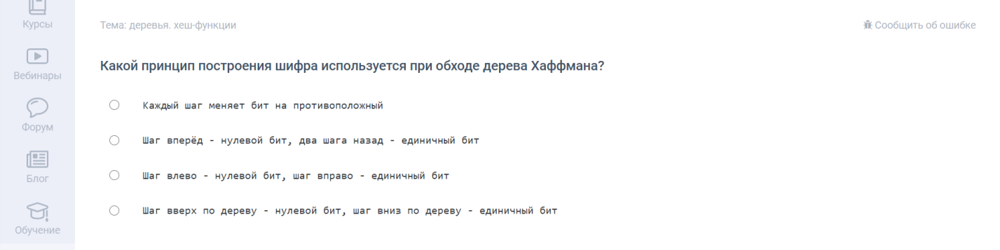 Курсы
Вебинары
Форум
Блог
Обучение
Тема: деревья. хеш-функции
Сообщить об ошибке
Какой принцип построения шифра используется при обходе дерева Хаффмана?
Каждый шаг меняет бит на противоположный
Шаг вперёд - нулевой бит, два шага назад - единичный бит
Шаг влево - нулевой бит, шаг вправо - единичный бит
Шаг вверх по дереву - нулевой бит, шаг вниз по дереву - единичный бит